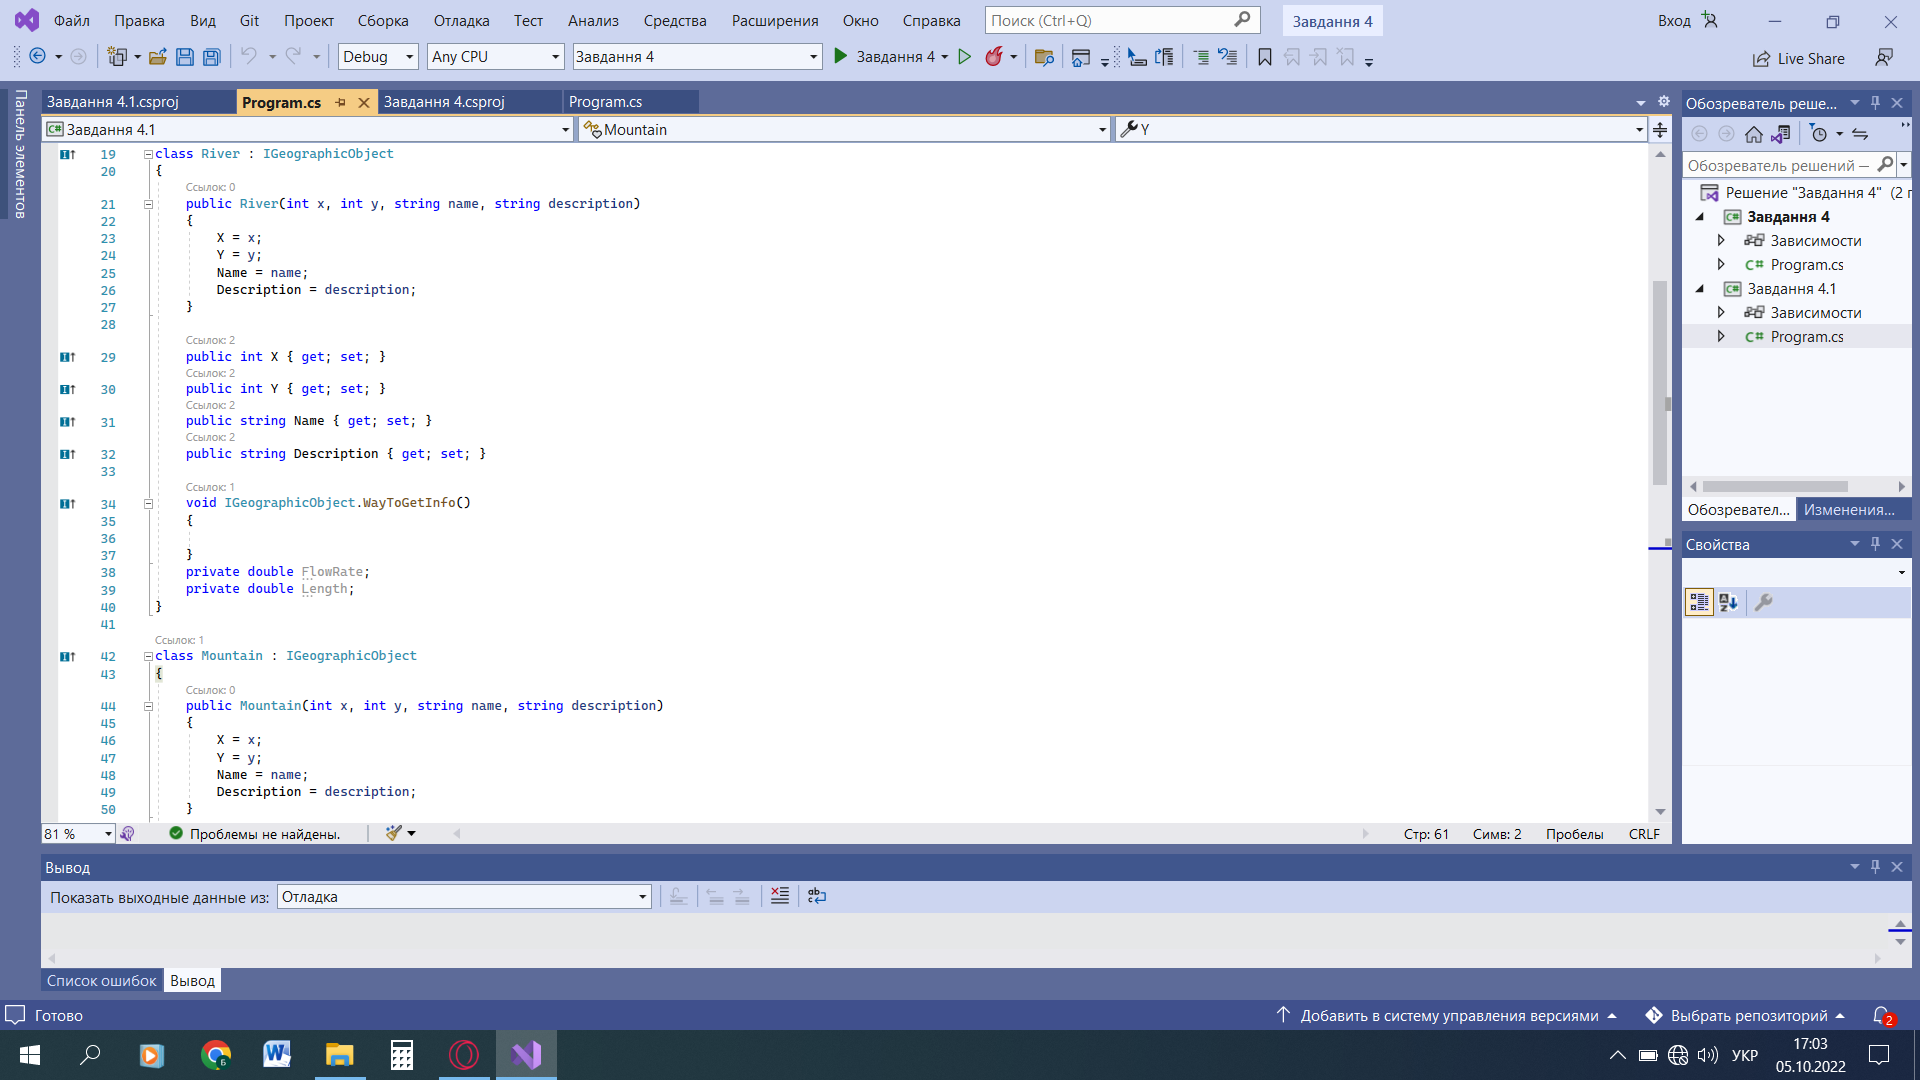 Файл Правка Вид Git Проект Сборка Отладка Тест Анализ Средства Расширения Окно Справка Поиск (Ctrl+Q) Завдання 4 Вход
Debug Any CPU Завдання 4 Завдання 4 Live Share
Панель элементов
Завдання 4.1.csproj Program.cs Завдання 4.csproj Program.cs
Завдання 4.1 Mountain Y
19 class River : IGeographicObject
20 {
Ссылок: 0
21 public River(int x, int y, string name, string description)
22 {
23 X = x;
24 Y = y;
25 Name = name;
26 Description = description;
27 }
28
Ссылок: 2
29 public int X { get; set; }
Ссылок: 2
30 public int Y { get; set; }
Ссылок: 2
31 public string Name { get; set; }
Ссылок: 2
32 public string Description { get; set; }
33
Ссылок: 1
34 void IGeographicObject.WayToGetInfo()
35 {
36
37 }
38 private double FlowRate;
39 private double Length;
40 }
41
Ссылок: 1
42 class Mountain : IGeographicObject
43 {
Ссылок: 0
44 public Mountain(int x, int y, string name, string description)
45 {
46 X = x;
47 Y = y;
48 Name = name;
49 Description = description;
50 }
81 % Проблемы не найдены. Стр: 61 Симв: 2 Пробелы CRLF
Обозреватель реше...
Обозреватель решений —
Решение "Завдання 4" (2 г
Завдання 4
Зависимости
C# Program.cs
Завдання 4.1
Зависимости
C# Program.cs
Обозревател... Изменения...
Свойства
Вывод
Показать выходные данные из: Отладка
Список ошибок Вывод
Готово Добавить в систему управления версиями Выбрать репозиторий 2
УКР 17:03
05.10.2022